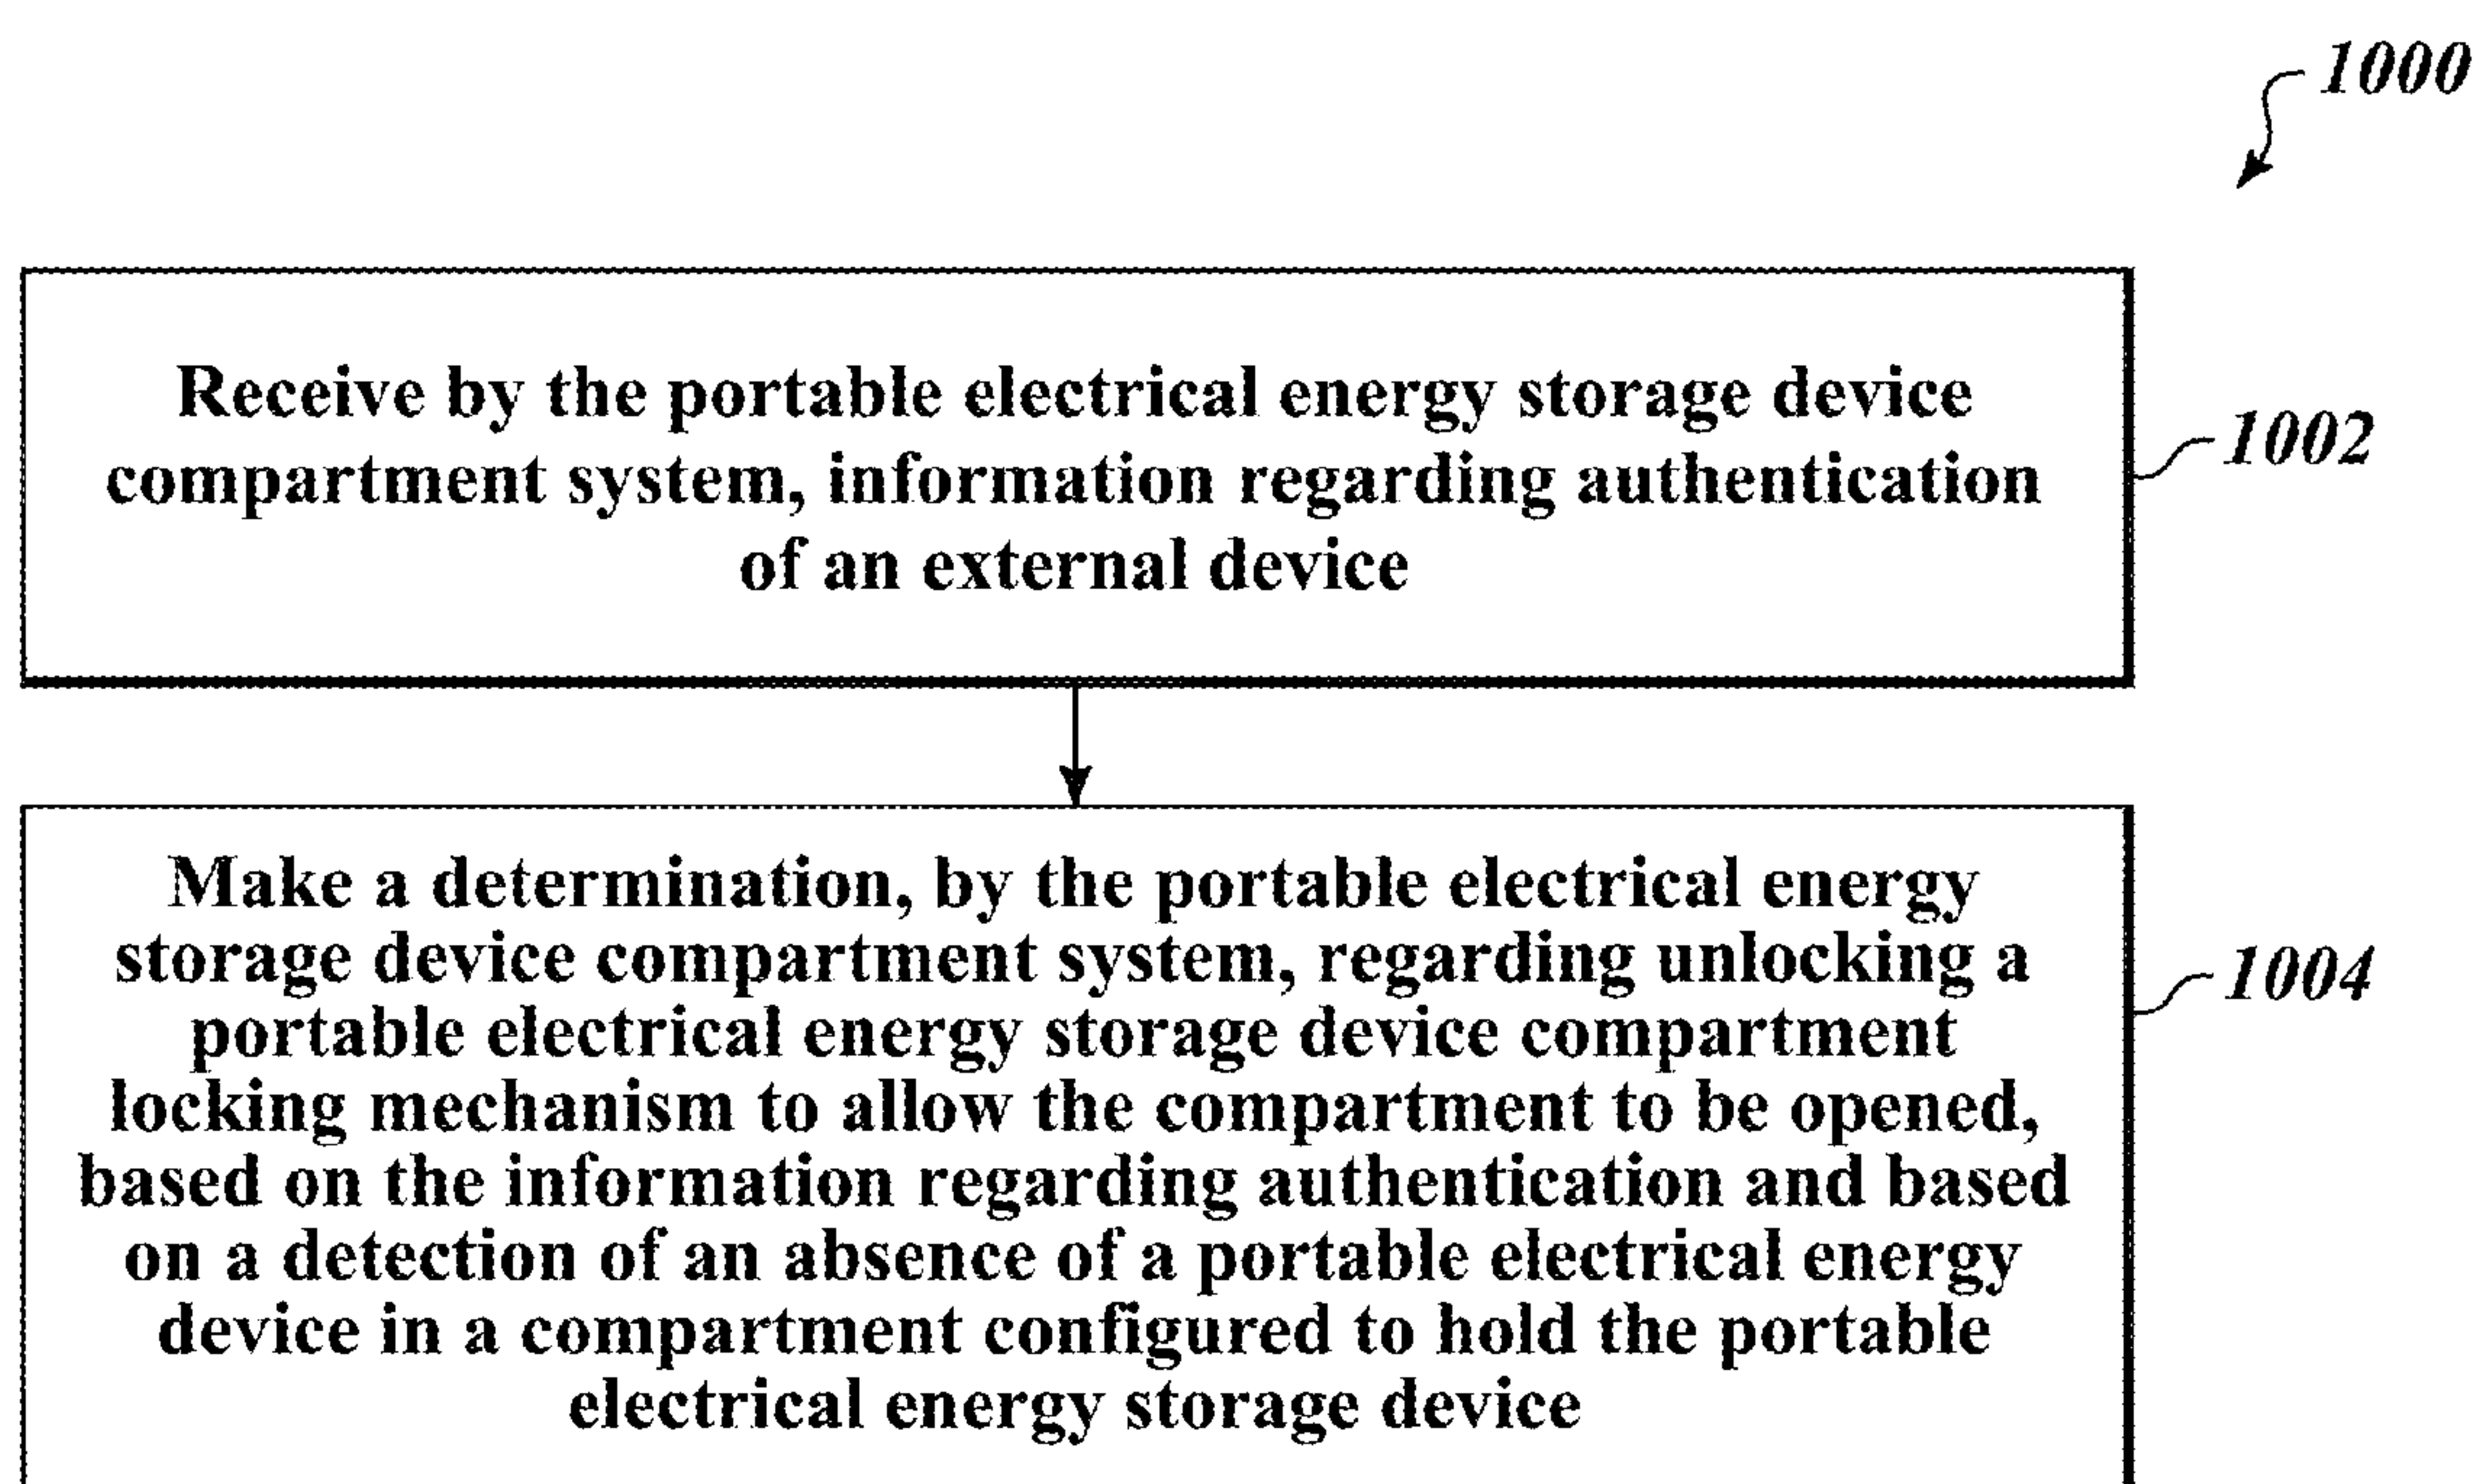 1000
Receive by the portable electrical energy storage device
compartment system, information regarding authentication
of an external device
1002
Make a determination, by the portable electrical energy
storage device compartment system, regarding unlocking a
portable electrical energy storage device compartment
locking mechanism to allow the compartment to be opened,
based on the information regarding authentication and based
on a detection of an absence of a portable electrical energy
device in a compartment configured to hold the portable
electrical energy storage device
1004